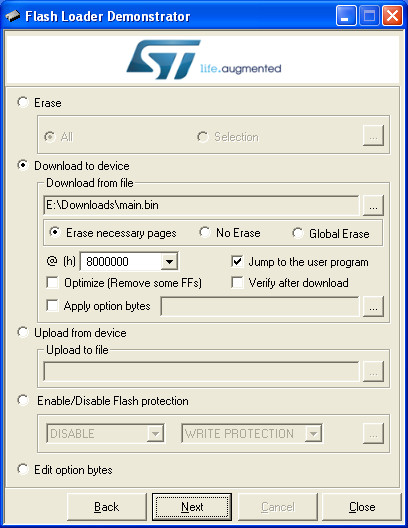 Flash Loader Demonstrator
ST life.augmented
Erase
All Selection ...
Download to device
Download from file
E:\Downloads\main.bin ...
Erase necessary pages No Erase Global Erase
@ (h) 8000000 Jump to the user program
Optimize (Remove some FFs) Verify after download
Apply option bytes ...
Upload from device
Upload to file
...
Enable/Disable Flash protection
DISABLE WRITE PROTECTION ...
Edit option bytes
Back Next Cancel Close